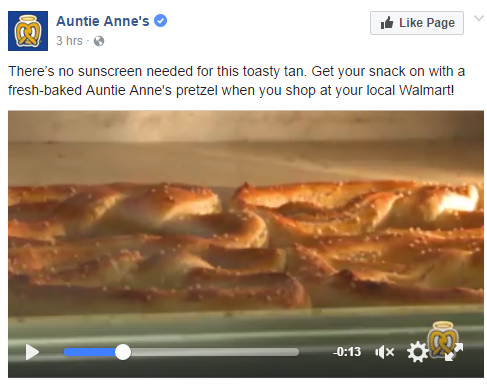 Auntie Anne's
Like Page
3 hrs ·
There's no sunscreen needed for this toasty tan. Get your snack on with a
fresh-baked Auntie Anne's pretzel when you shop at your local Walmart!
-0:13